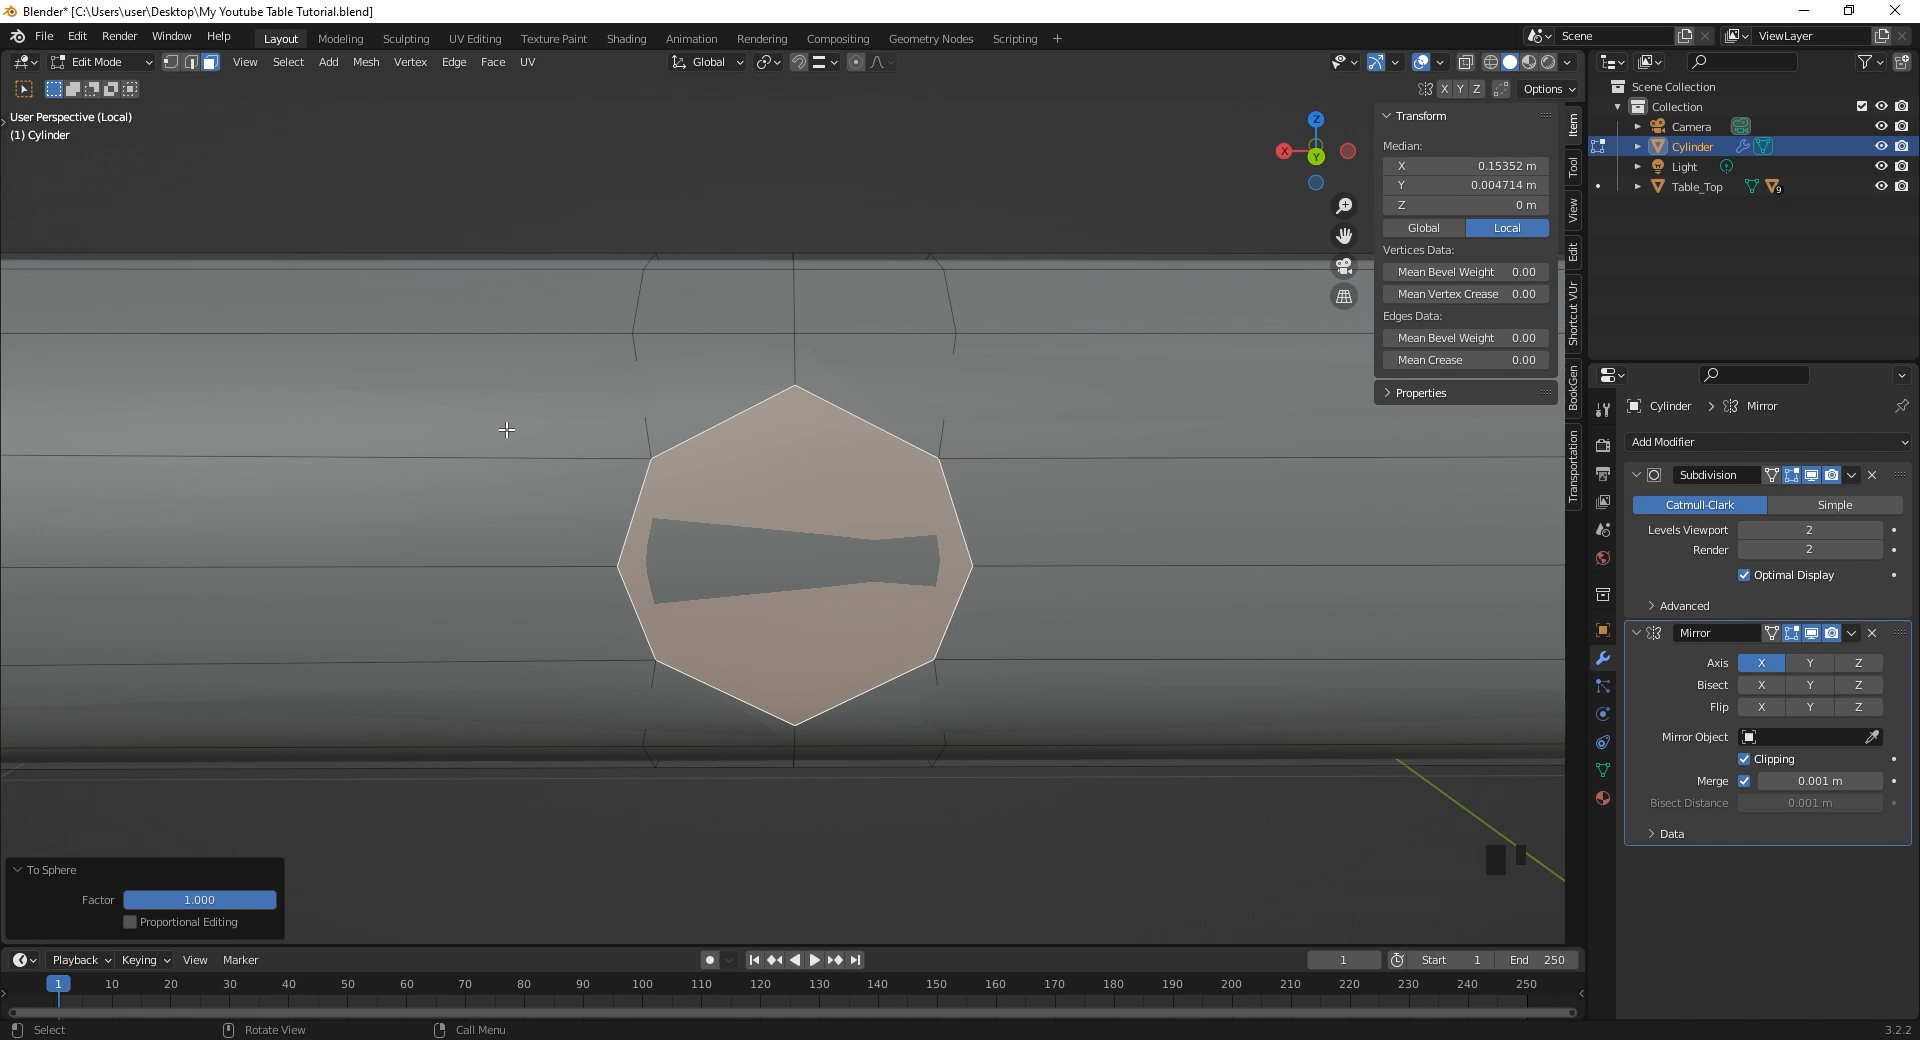 Blender* [C:\Users\user\Desktop\My Youtube Table Tutorial.blend]
File Edit Render Window Help Layout Modeling Sculpting UV Editing Texture Paint Shading Animation Rendering Compositing Geometry Nodes Scripting + Scene ViewLayer
Edit Mode View Select Add Mesh Vertex Edge Face UV Global
X Y Z Options
User Perspective (Local)
(1) Cylinder
Z
X
Y
Transform
Median:
X 0.15352 m
Y 0.004714 m
Z 0 m
Global Local
Vertices Data:
Mean Bevel Weight 0.00
Mean Vertex Crease 0.00
Edges Data:
Mean Bevel Weight 0.00
Mean Crease 0.00
Properties
Item
Tool
View
Edit
Shortcut VUr
BookGen
Transportation
Scene Collection
Collection
Camera
Cylinder
Light
Table_Top 9
Cylinder > Mirror
Add Modifier
Subdivision
Catmull-Clark Simple
Levels Viewport 2
Render 2
Optimal Display
Advanced
Mirror
Axis X Y Z
Bisect X Y Z
Flip X Y Z
Mirror Object
Clipping
Merge 0.001 m
Bisect Distance 0.001 m
Data
To Sphere
Factor 1.000
Proportional Editing
Playback Keying View Marker 1 Start 1 End 250
1 10 20 30 40 50 60 70 80 90 100 110 120 130 140 150 160 170 180 190 200 210 220 230 240 250
Select Rotate View Call Menu 3.2.2